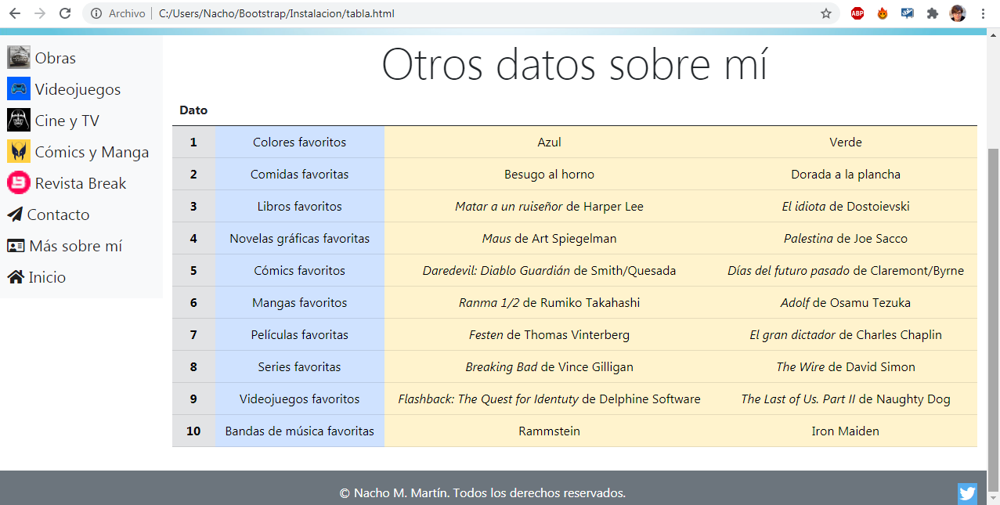 Archivo C:/Users/Nacho/Bootstrap/Instalacion/tabla.html
ABP
Obras
Videojuegos
Cine y TV
Cómics y Manga
Revista Break
Contacto
Más sobre mí
Inicio
Otros datos sobre mí
Dato
1 Colores favoritos Azul Verde
2 Comidas favoritas Besugo al horno Dorada a la plancha
3 Libros favoritos Matar a un ruiseñor de Harper Lee El idiota de Dostoievski
4 Novelas gráficas favoritas Maus de Art Spiegelman Palestina de Joe Sacco
5 Cómics favoritos Daredevil: Diablo Guardián de Smith/Quesada Días del futuro pasado de Claremont/Byrne
6 Mangas favoritos Ranma 1/2 de Rumiko Takahashi Adolf de Osamu Tezuka
7 Películas favoritas Festen de Thomas Vinterberg El gran dictador de Charles Chaplin
8 Series favoritas Breaking Bad de Vince Gilligan The Wire de David Simon
9 Videojuegos favoritos Flashback: The Quest for Identuty de Delphine Software The Last of Us. Part II de Naughty Dog
10 Bandas de música favoritas Rammstein Iron Maiden
© Nacho M. Martín. Todos los derechos reservados.